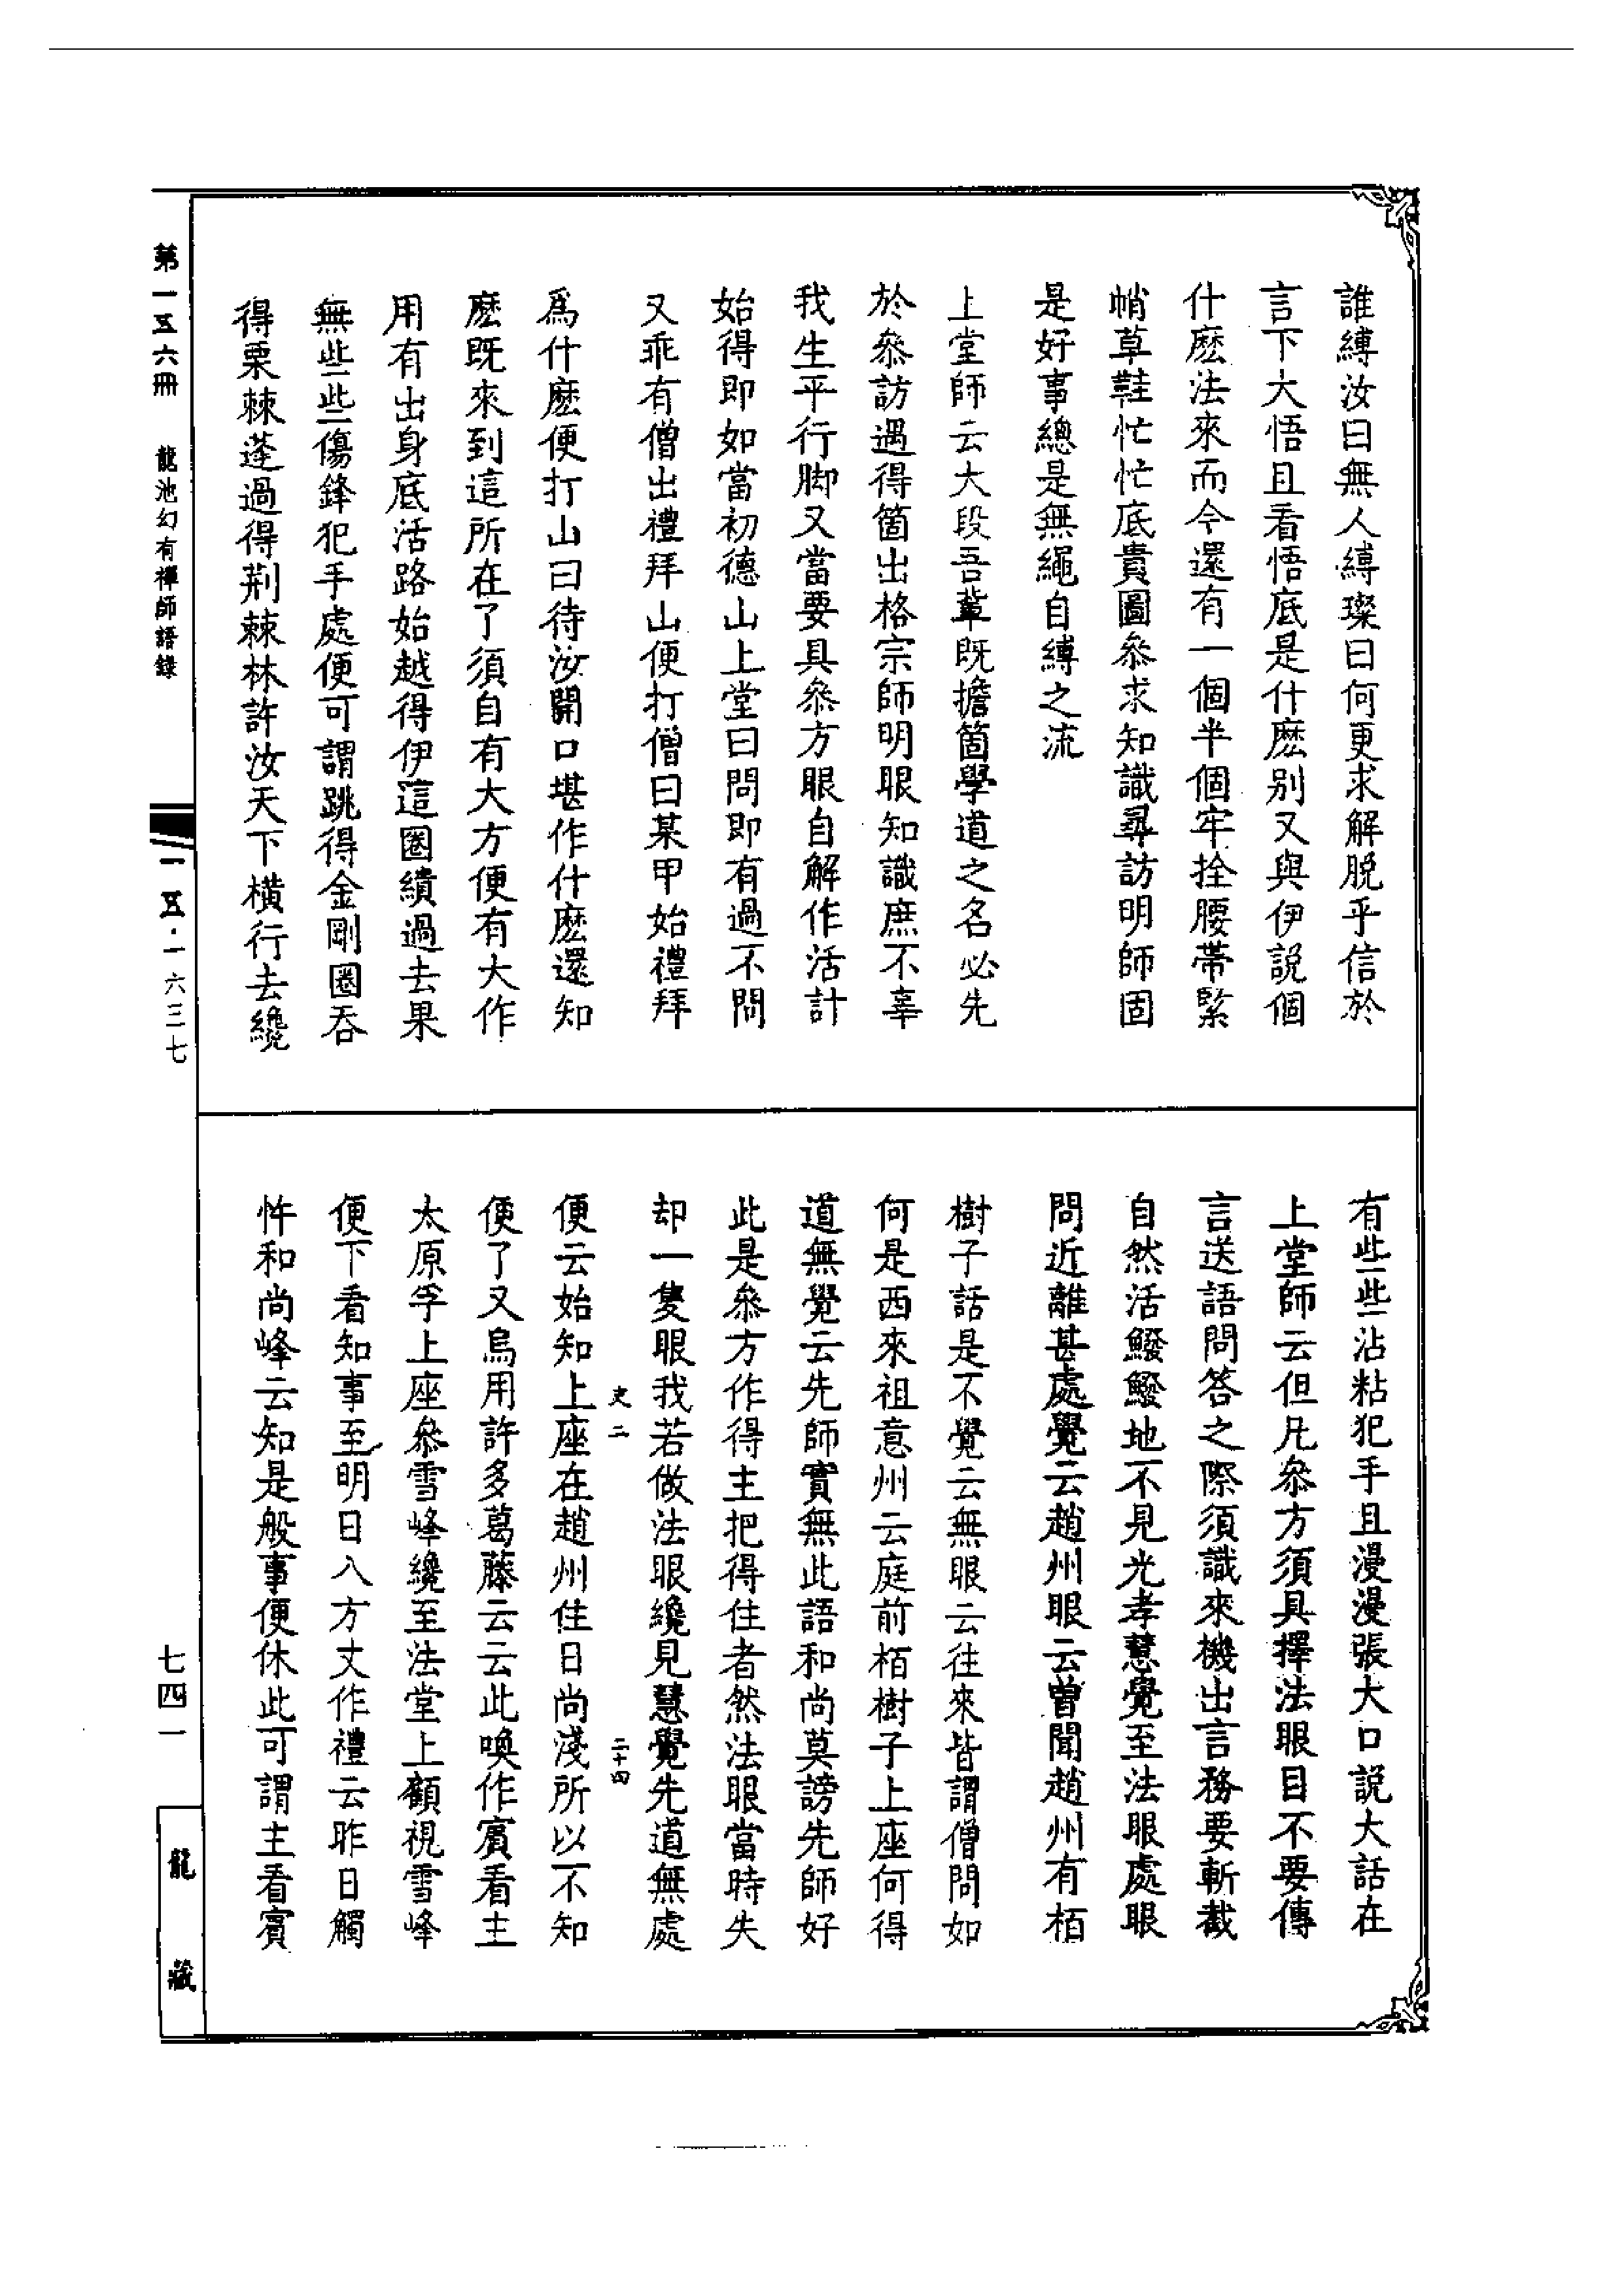 誰縛汝曰無人縛璨曰何更求解脫乎信於
言下大悟且看悟底是什麽别又與伊説個
什麽法來而今還有一個半個牢拴腰帶緊
帩草鞋忙忙底貴圖叅求知識尋訪明師固
是好事總是無繩自縛之流
上堂師云大段吾輩既擔箇學道之名必先
於叅訪遇得箇出格宗師明眼知識庶不辜
我生平行脚又當要具叅方眼自解作活計
始得即如當初德山上堂曰問即有過不問
又乖有僧出禮拜山便打僧曰某甲始禮拜
爲什麽便打山曰待汝開口堪作什麽還知
麽既來到這所在了須自有大方便有大作
用有出身底活路始越得伊這圈繢過去果
無些些傷鋒犯手處便可謂跳得金剛圈吞
得栗棘蓬過得荆棘林許汝天下橫行去纔
有些些沾粘犯手且漫漫張大口説大話在
上堂師云但凡叅方須具擇法眼目不要傳
言送語問答之際須識來機出言務要斬截
自然活鱍鱍地不見光孝慧覺至法眼處眼
問近離甚處覺云趙州眼云曾聞趙州有栢
樹子話是不覺云無眼云往來皆謂僧問如
何是西來祖意州云庭前栢樹子上座何得
道無覺云先師實無此語和尚莫謗先師好
此是叅方作得主把得住者然法眼當時失
却一隻眼我若做法眼纔見慧覺先道無處
史二 二十四
便云始知上座在趙州住日尚淺所以不知
便了又烏用許多葛藤云云此喚作賓看主
太原孚上座叅雪峰纔至法堂上顧視雪峰
便下看知事至明日入方丈作禮云昨日觸
忤和尚峰云知是般事便休此可謂主看賓
第一五六冊 龍池幻有禪師語錄
一五·一六三七
七四一
龍藏